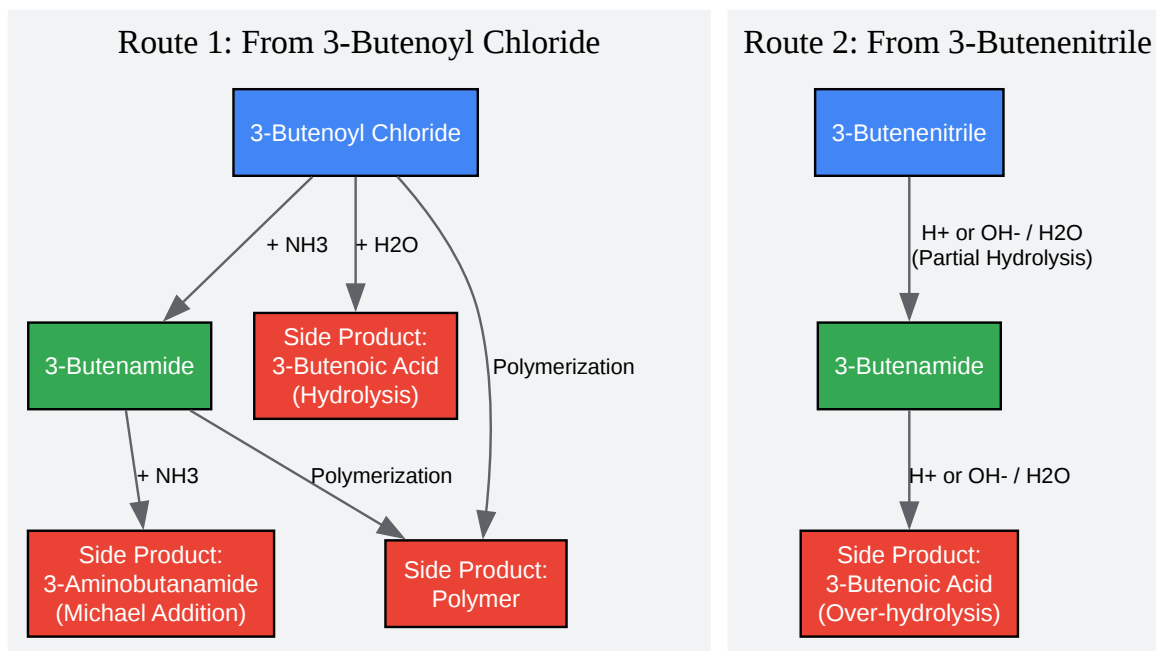 Route 1: From 3-Butenoyl Chloride
3-Butenoyl Chloride
+ NH3
+ H2O
Polymerization
3-Butenamide
Side Product:
3-Butenoic Acid
(Hydrolysis)
+ NH3
Polymerization
Side Product:
3-Aminobutanamide
(Michael Addition)
Side Product:
Polymer
Route 2: From 3-Butenenitrile
3-Butenenitrile
H+ or OH- / H2O
(Partial Hydrolysis)
3-Butenamide
H+ or OH- / H2O
Side Product:
3-Butenoic Acid
(Over-hydrolysis)